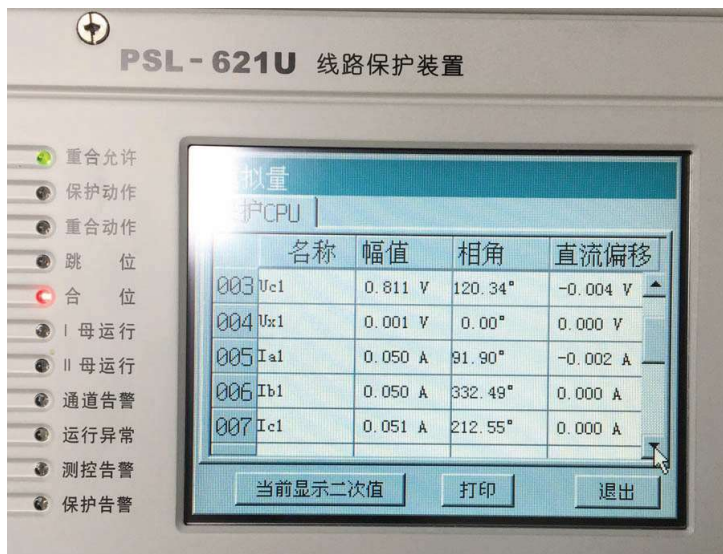 PSL-621U 线路保护装置
重合允许
保护动作
重合动作
跳 位
合 位
I 母运行
II 母运行
通道告警
运行异常
测控告警
保护告警
拟量
护CPU
名称 幅值 相角 直流偏移
003 Uc1 0.811 V 120.34° -0.004 V
004 Ux1 0.001 V 0.00° 0.000 V
005 Ia1 0.050 A 91.90° -0.002 A
006 Ib1 0.050 A 332.49° 0.000 A
007 Ic1 0.051 A 212.55° 0.000 A
当前显示二次值 打印 退出